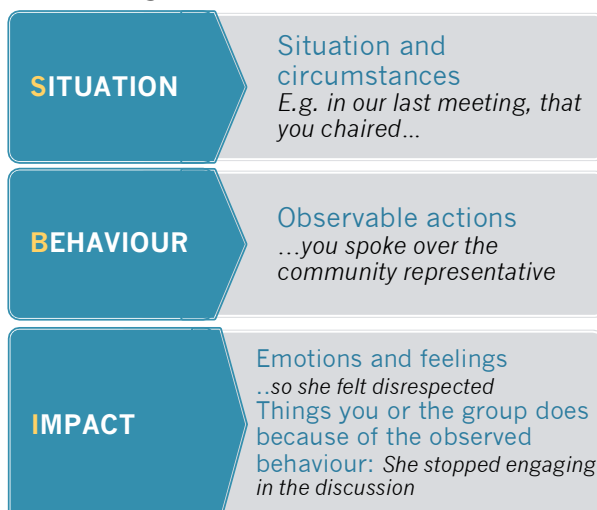 SITUATION
Situation and
circumstances
E.g. in our last meeting, that
you chaired...
BEHAVIOUR
Observable actions
...you spoke over the
community representative
IMPACT
Emotions and feelings
..so she felt disrespected
Things you or the group does
because of the observed
behaviour: She stopped engaging
in the discussion